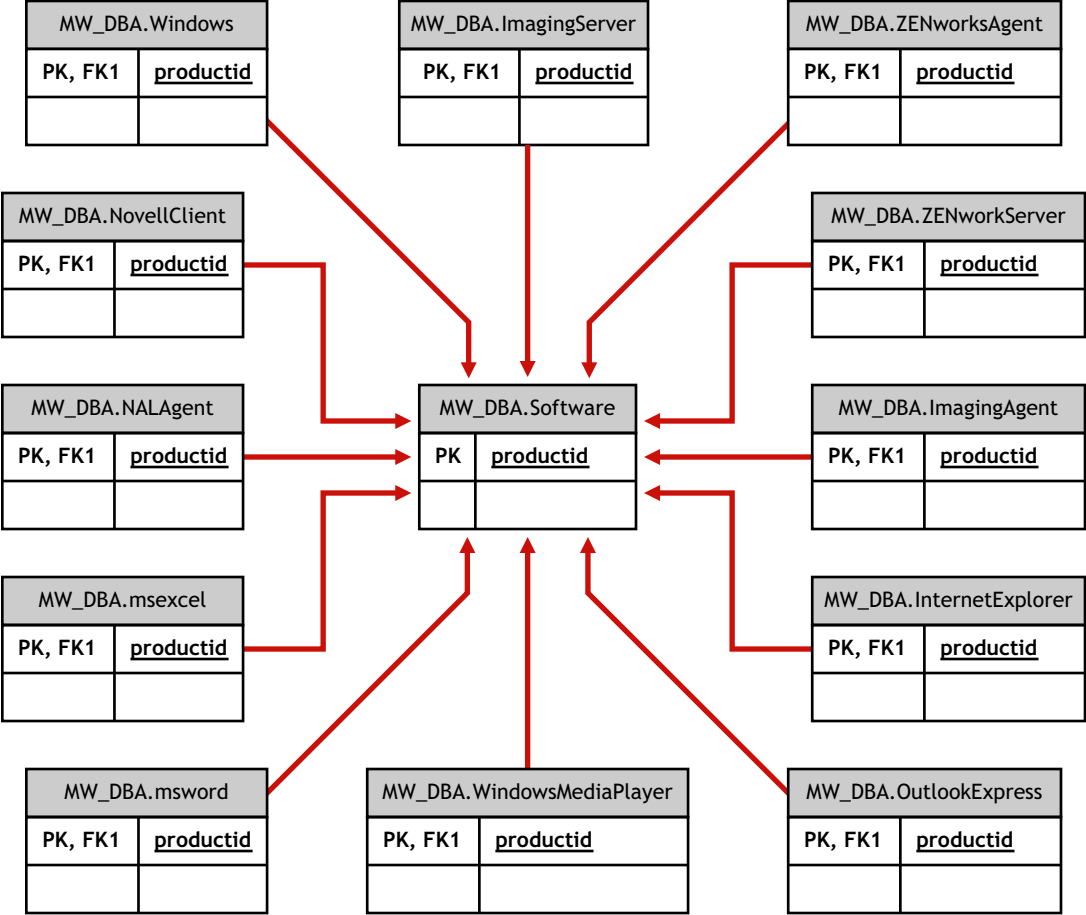 MW_DBA.Windows
PK, FK1 productid
MW_DBA.ImagingServer
PK, FK1 productid
MW_DBA.ZENworksAgent
PK, FK1 productid
MW_DBA.NovellClient
PK, FK1 productid
MW_DBA.ZENworkServer
PK, FK1 productid
MW_DBA.NALAgent
PK, FK1 productid
MW_DBA.Software
PK productid
MW_DBA.ImagingAgent
PK, FK1 productid
MW_DBA.msexcel
PK, FK1 productid
MW_DBA.InternetExplorer
PK, FK1 productid
MW_DBA.msword
PK, FK1 productid
MW_DBA.WindowsMediaPlayer
PK, FK1 productid
MW_DBA.OutlookExpress
PK, FK1 productid